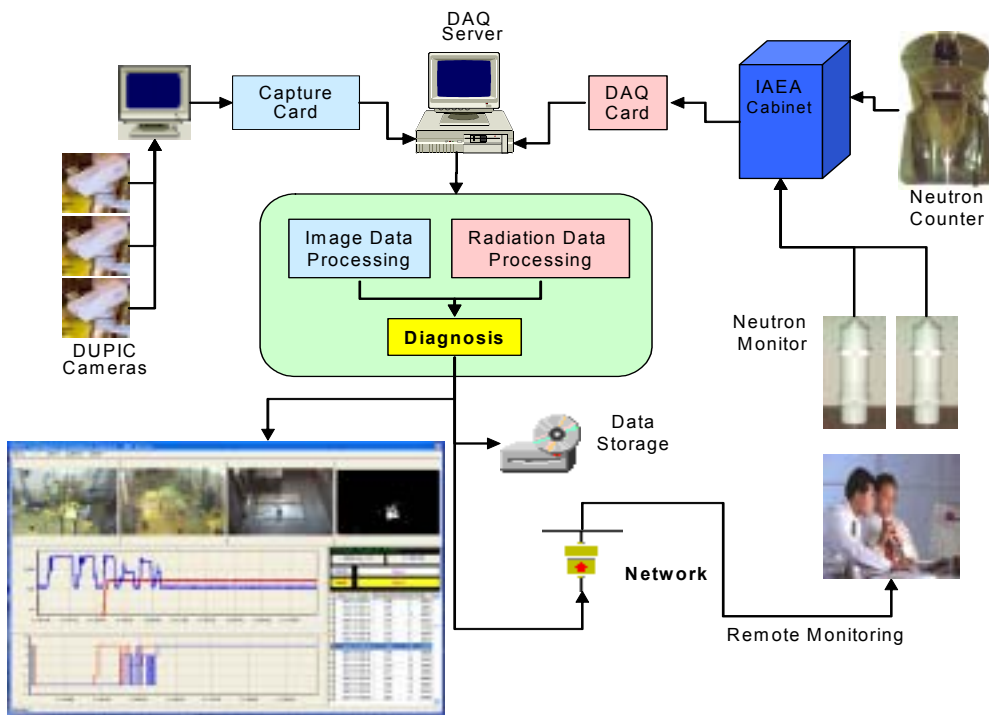 DAQ
Server
Capture
Card
DAQ
Card
IAEA
Cabinet
Neutron
Counter
Image Data
Processing
Radiation Data
Processing
Diagnosis
DUPIC
Cameras
Neutron
Monitor
Data
Storage
Network
Remote Monitoring